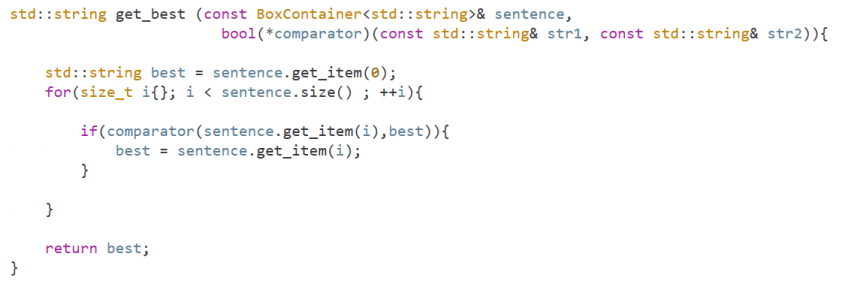 std::string get_best (const BoxContainer<std::string>& sentence,
                          bool(*comparator)(const std::string& str1, const std::string& str2)){
    std::string best = sentence.get_item(0);
    for(size_t i{}; i < sentence.size() ; ++i){
        if(comparator(sentence.get_item(i),best)){
            best = sentence.get_item(i);
        }
    }
    return best;
}